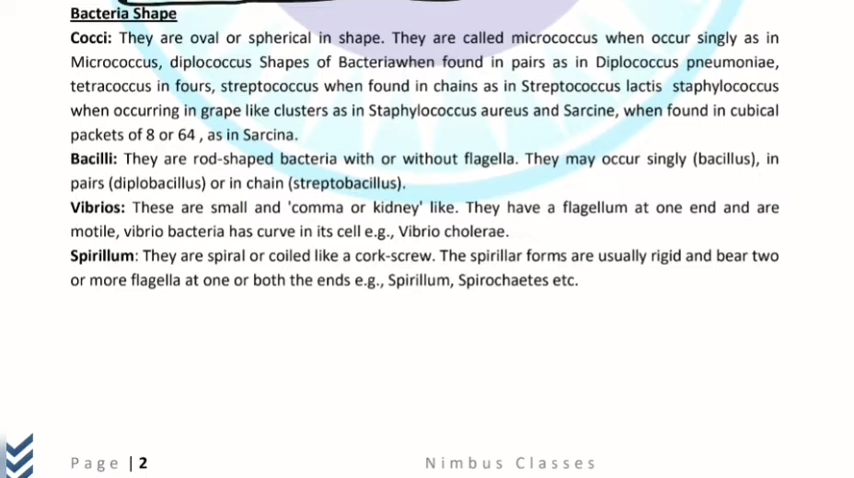 Bacteria Shape
Cocci: They are oval or spherical in shape. They are called micrococcus when occur singly as in
Micrococcus, diplococcus Shapes of Bacteriawhen found in pairs as in Diplococcus pneumoniae,
tetracoccus in fours, streptococcus when found in chains as in Streptococcus lactis staphylococcus
when occurring in grape like clusters as in Staphylococcus aureus and Sarcine, when found in cubical
packets of 8 or 64 , as in Sarcina.
Bacilli: They are rod-shaped bacteria with or without flagella. They may occur singly (bacillus), in
pairs (diplobacillus) or in chain (streptobacillus).
Vibrios: These are small and 'comma or kidney' like. They have a flagellum at one end and are
motile, vibrio bacteria has curve in its cell e.g., Vibrio cholerae.
Spirillum: They are spiral or coiled like a cork-screw. The spirillar forms are usually rigid and bear two
or more flagella at one or both the ends e.g., Spirillum, Spirochaetes etc.
Page | 2 Nimbus Classes